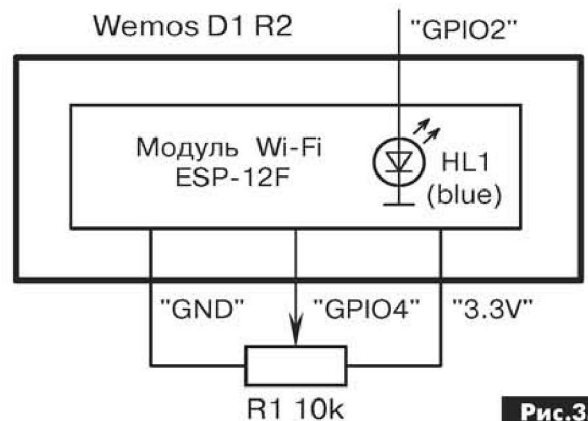 Wemos D1 R2
"GPIO2"
Модуль Wi-Fi
ESP-12F
HL1
(blue)
"GND"
"GPIO4"
"3.3V"
R1 10k
Рис.3